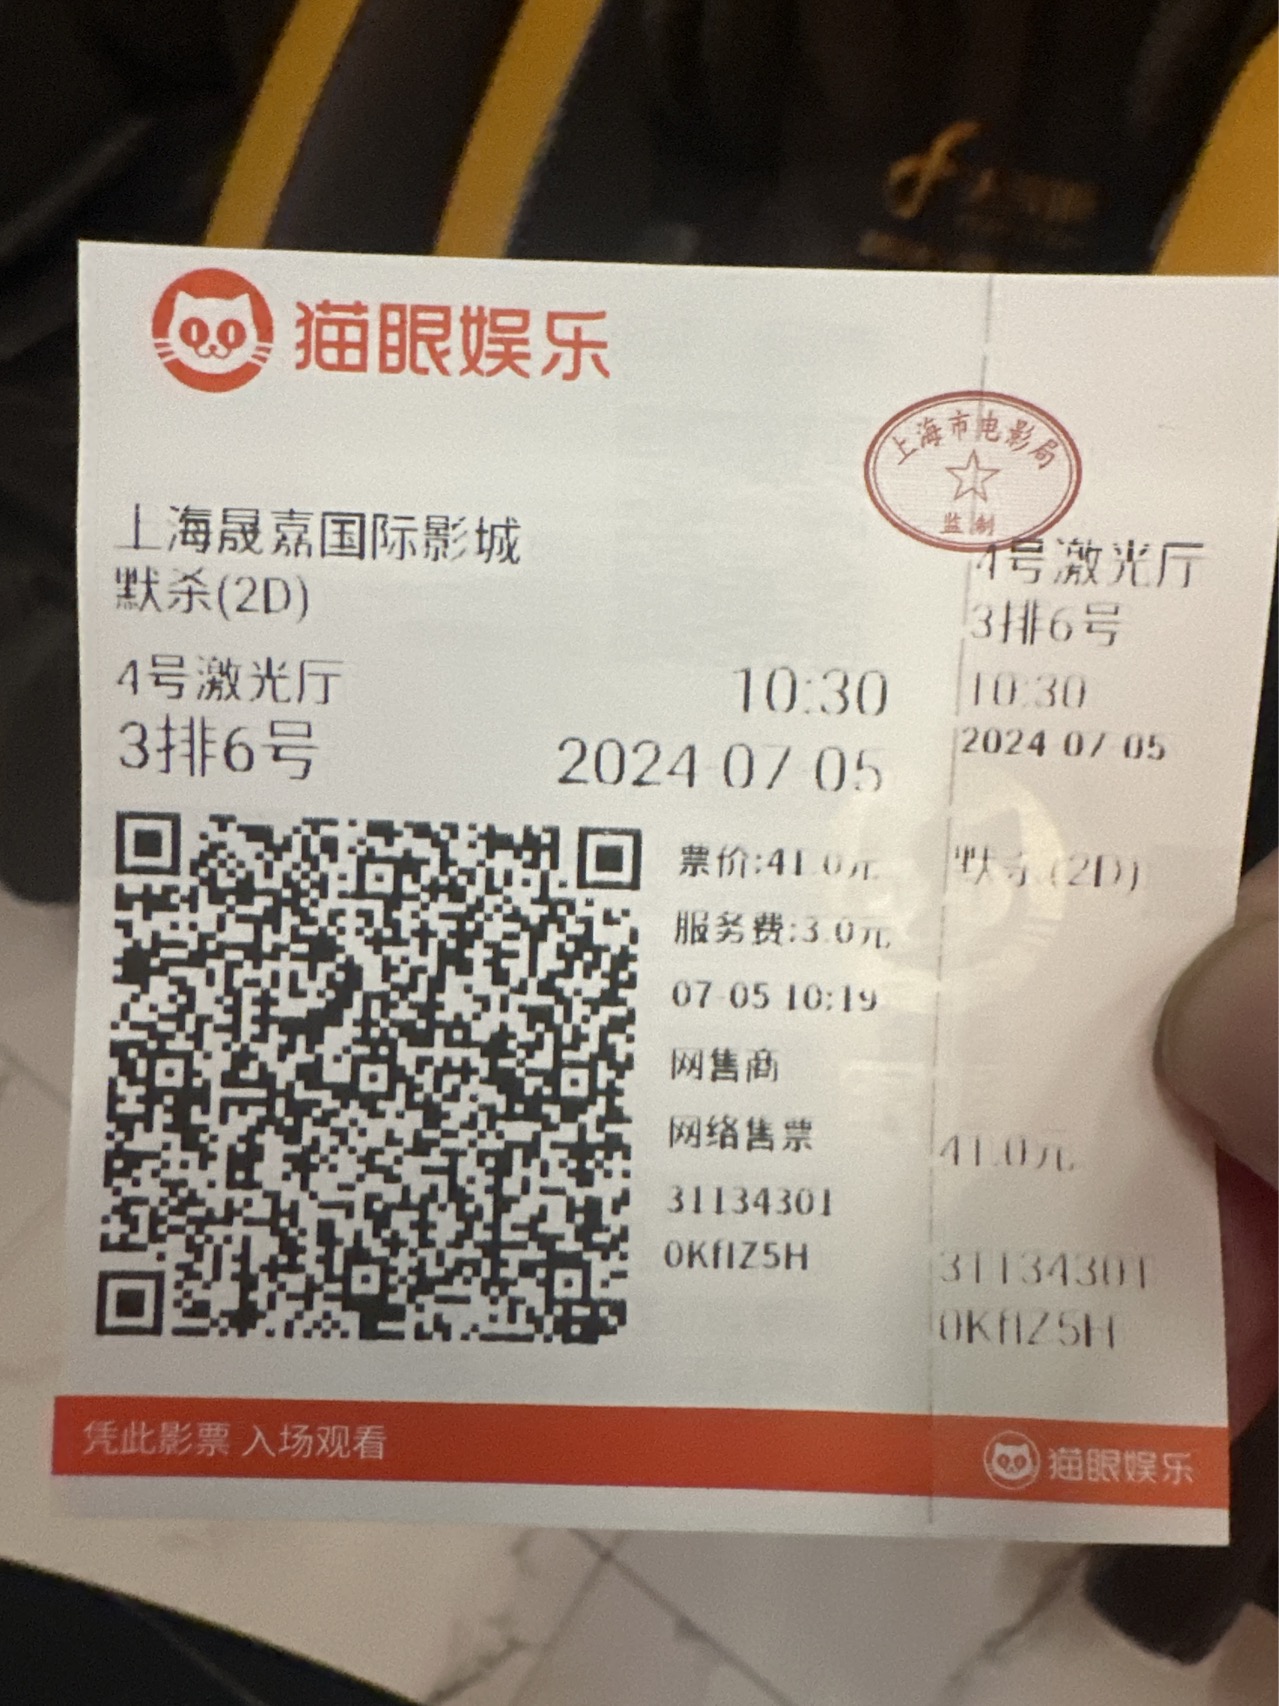 猫眼娱乐
上海市电影局
监制
上海晟嘉国际影城
默杀(2D)
4号激光厅
10:30
3排6号
2024-07-05
票价:41.0元
服务费:3.0元
07-05 10:19
网售商
网络售票
31134301
0KfIZ5H
4号激光厅
3排6号
10:30
2024-07-05
默杀(2D)
41.0元
31134301
0KfIZ5H
凭此影票 入场观看
猫眼娱乐